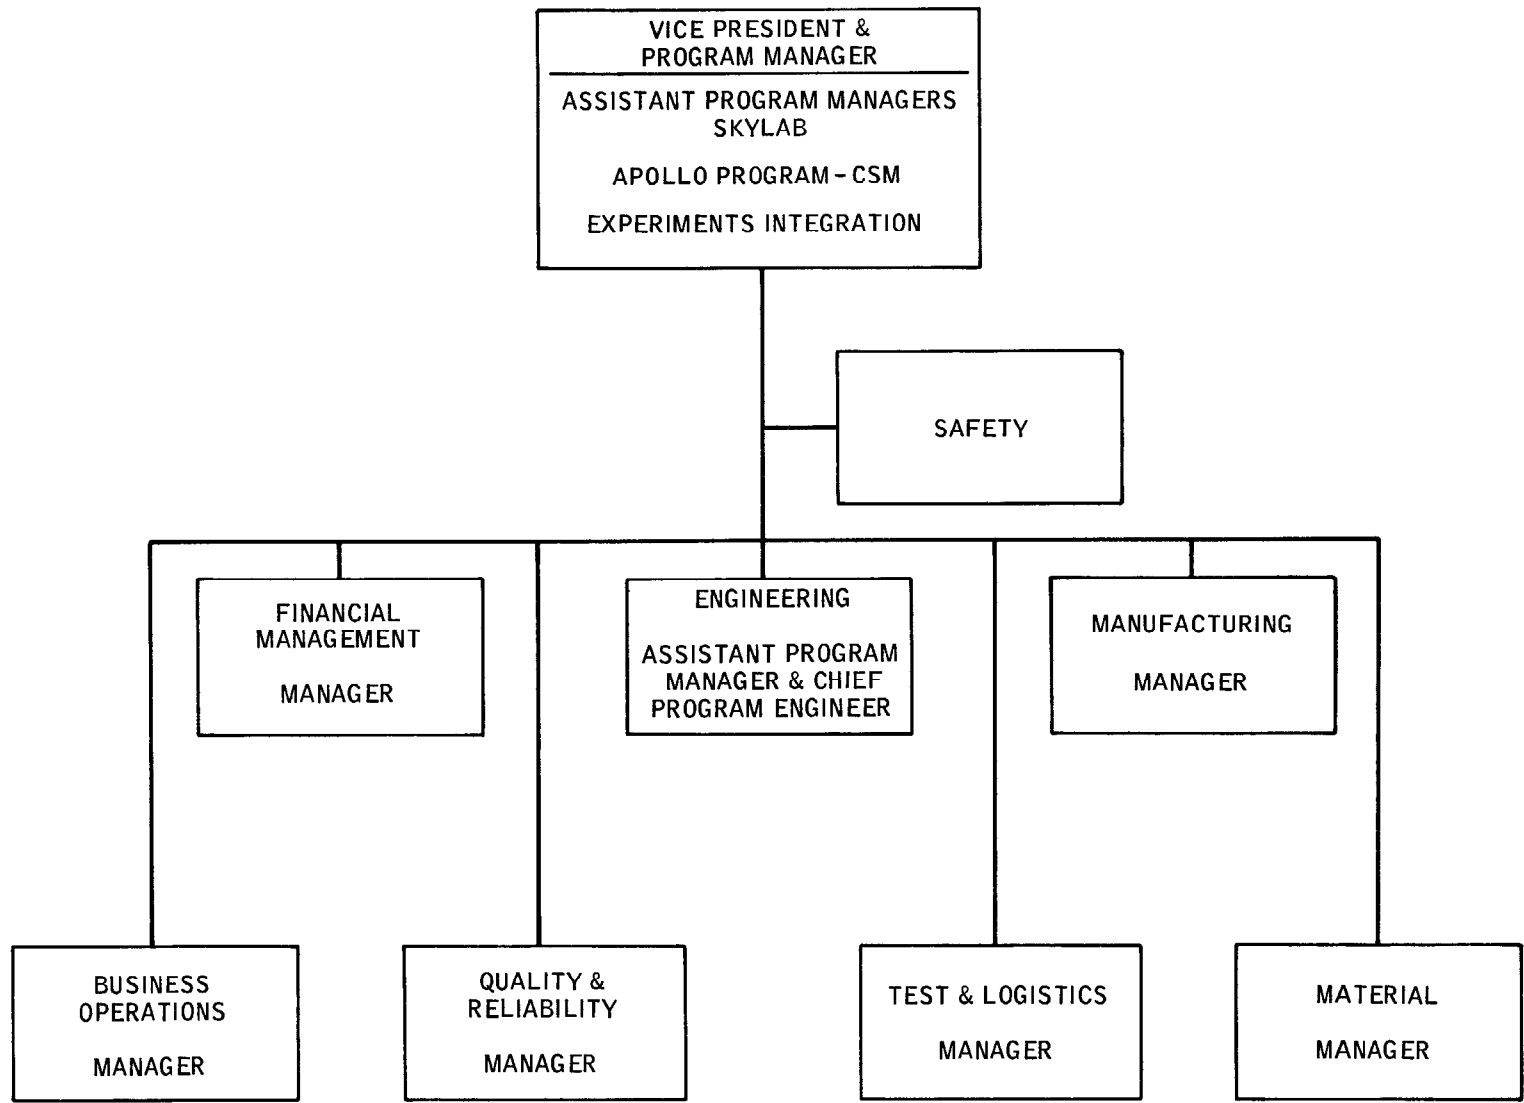 VICE PRESIDENT &
PROGRAM MANAGER
ASSISTANT PROGRAM MANAGERS
SKYLAB
APOLLO PROGRAM - CSM
EXPERIMENTS INTEGRATION
SAFETY
FINANCIAL
MANAGEMENT
MANAGER
ENGINEERING
ASSISTANT PROGRAM
MANAGER & CHIEF
PROGRAM ENGINEER
MANUFACTURING
MANAGER
BUSINESS
OPERATIONS
MANAGER
QUALITY &
RELIABILITY
MANAGER
TEST & LOGISTICS
MANAGER
MATERIAL
MANAGER